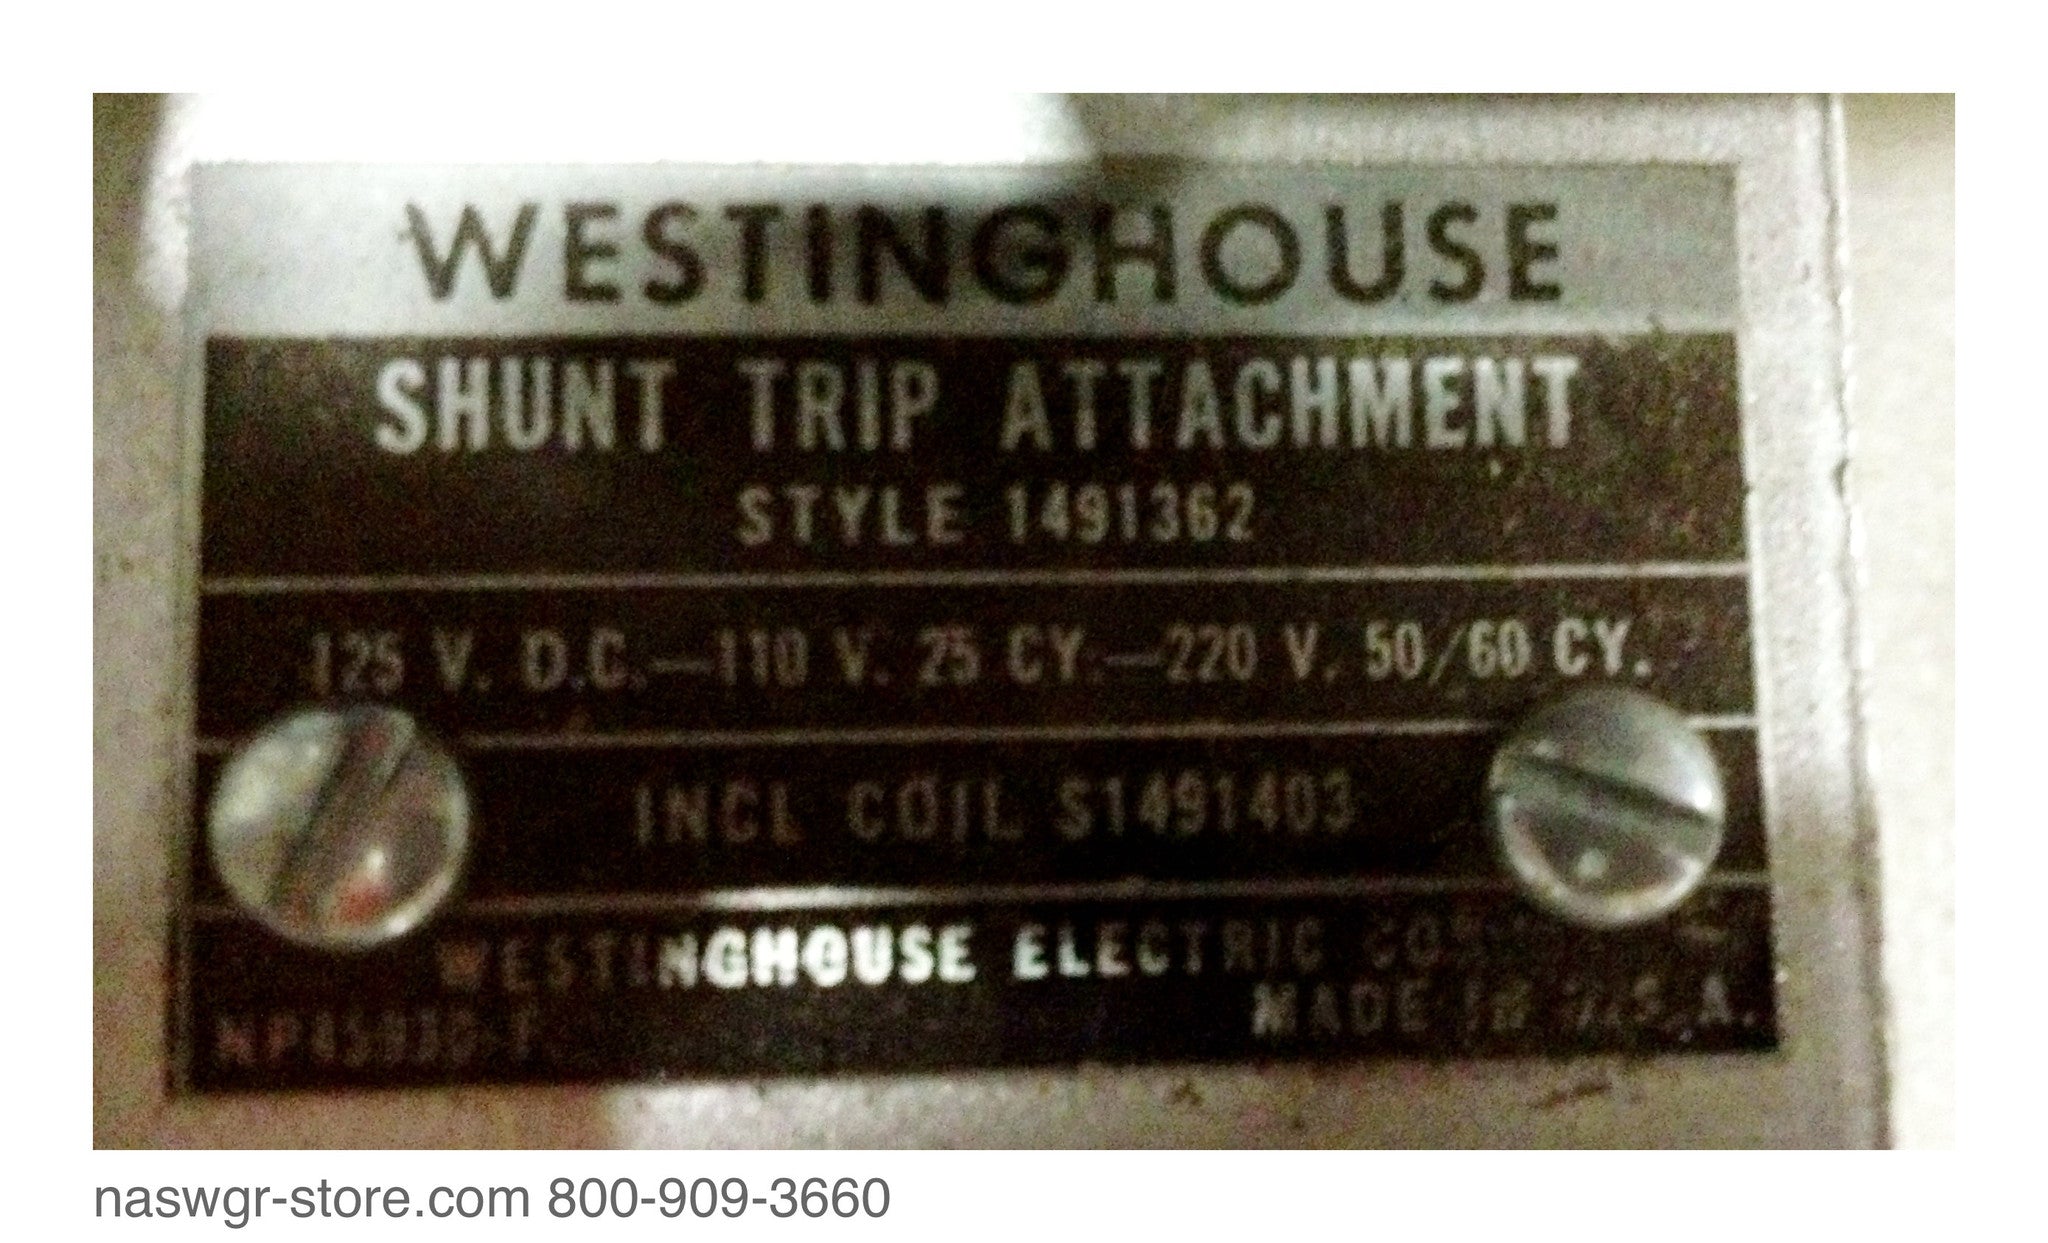 WESTINGHOUSE
SHUNT TRIP ATTACHMENT
STYLE 1491362
125 V. D.C.—110 V. 25 CY.—220 V. 50/60 CY.
INCL COIL S1491403
WESTINGHOUSE ELECTRIC
MADE IN U.S.A.
naswgr-store.com 800-909-3660